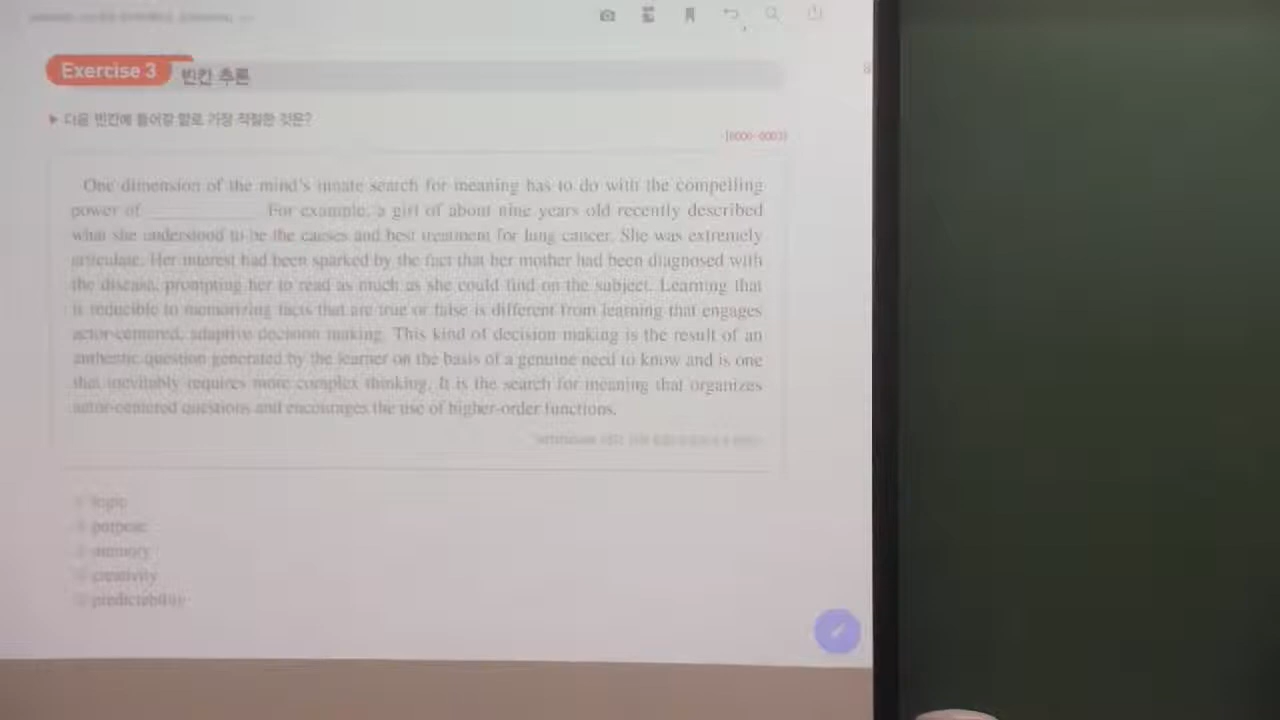 Exercise 3 빈칸 추론
▶ 다음 빈칸에 들어갈 말로 가장 적절한 것은?
One dimension of the mind's innate search for meaning has to do with the compelling
power of ____________. For example, a girl of about nine years old recently described
what she understood to be the causes and best treatment for lung cancer. She was extremely
articulate. Her interest had been sparked by the fact that her mother had been diagnosed with
the disease, prompting her to read as much as she could find on the subject. Learning that
is reducible to memorizing facts that are true or false is different from learning that engages
actor-centered, adaptive decision making. This kind of decision making is the result of an
authentic question generated by the learner on the basis of a genuine need to know and is one
that inevitably requires more complex thinking. It is the search for meaning that organizes
actor-centered questions and encourages the use of higher-order functions.
logic
purpose
memory
creativity
predictability